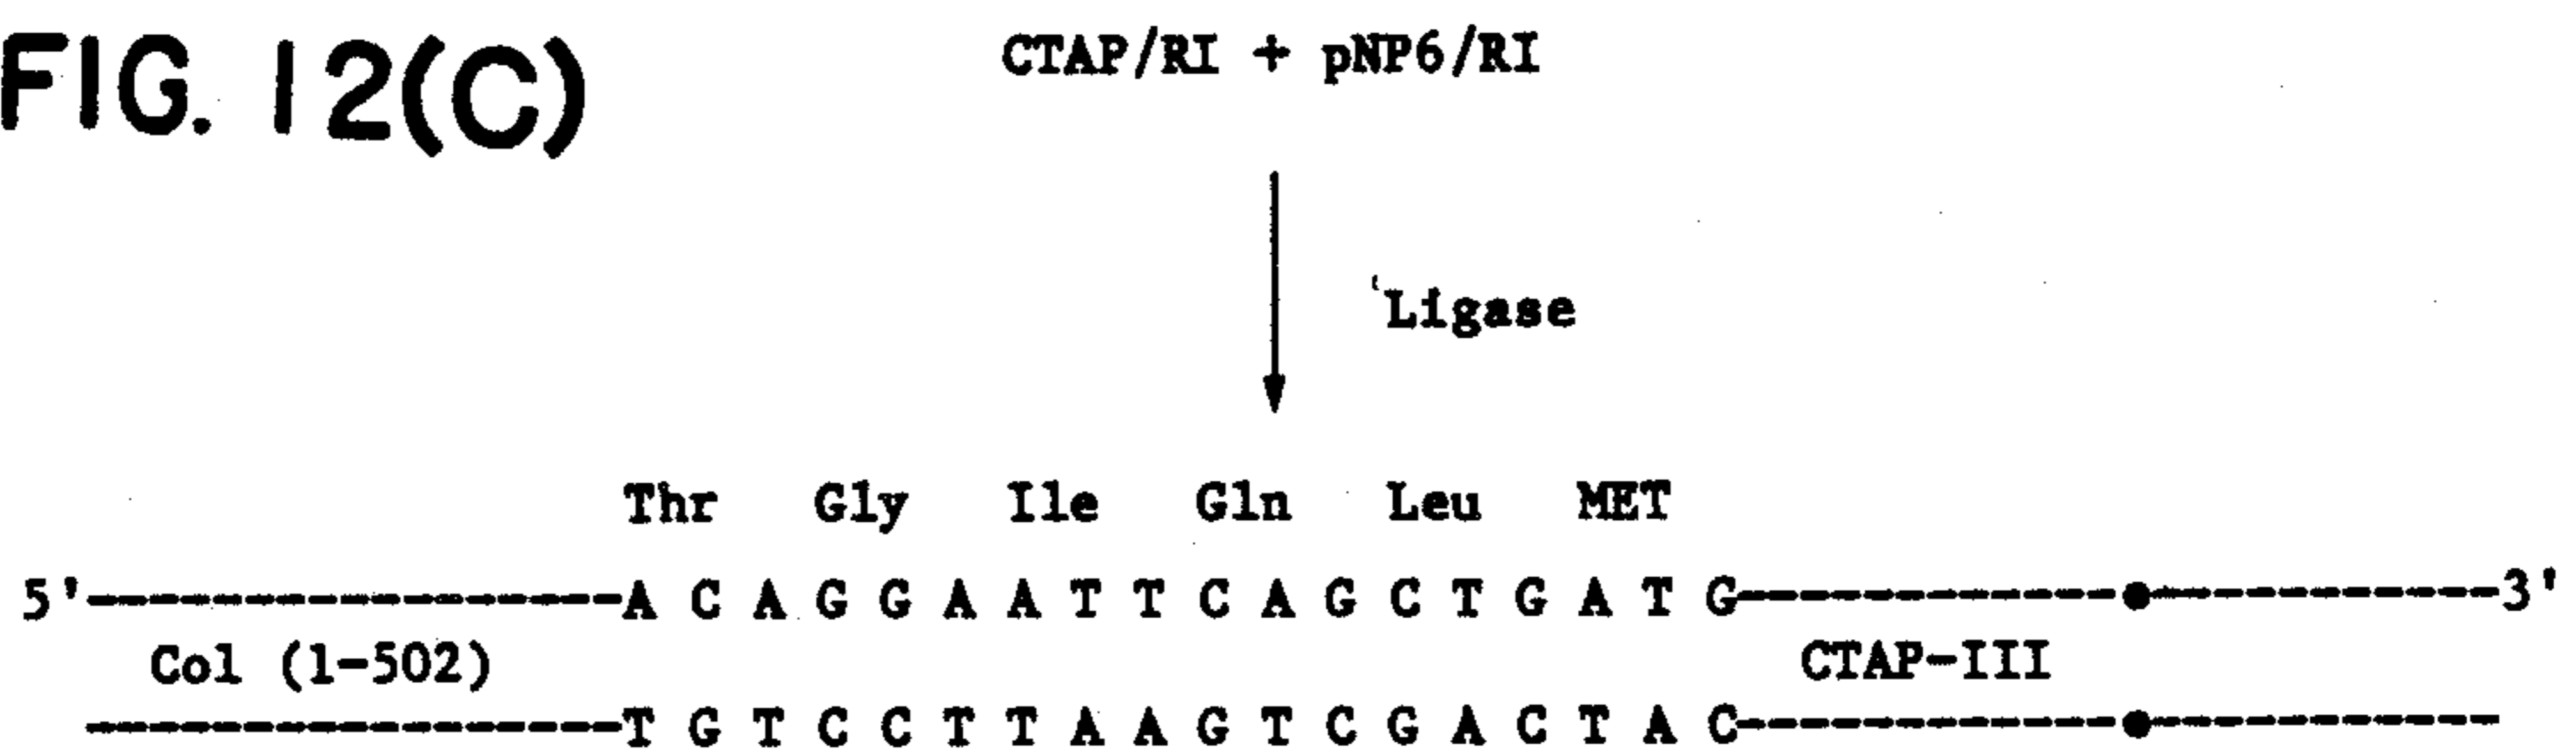 FIG. 12(C)
CTAP/RI + pNP6/RI
Ligase
Thr Gly Ile Gln Leu MET
5'-----------------A C A G G A A T T C A G C T G A T G------------●-----------3'
Col (1-502) CTAP-III
-----------------T G T C C T T A A G T C G A C T A C------------●-----------